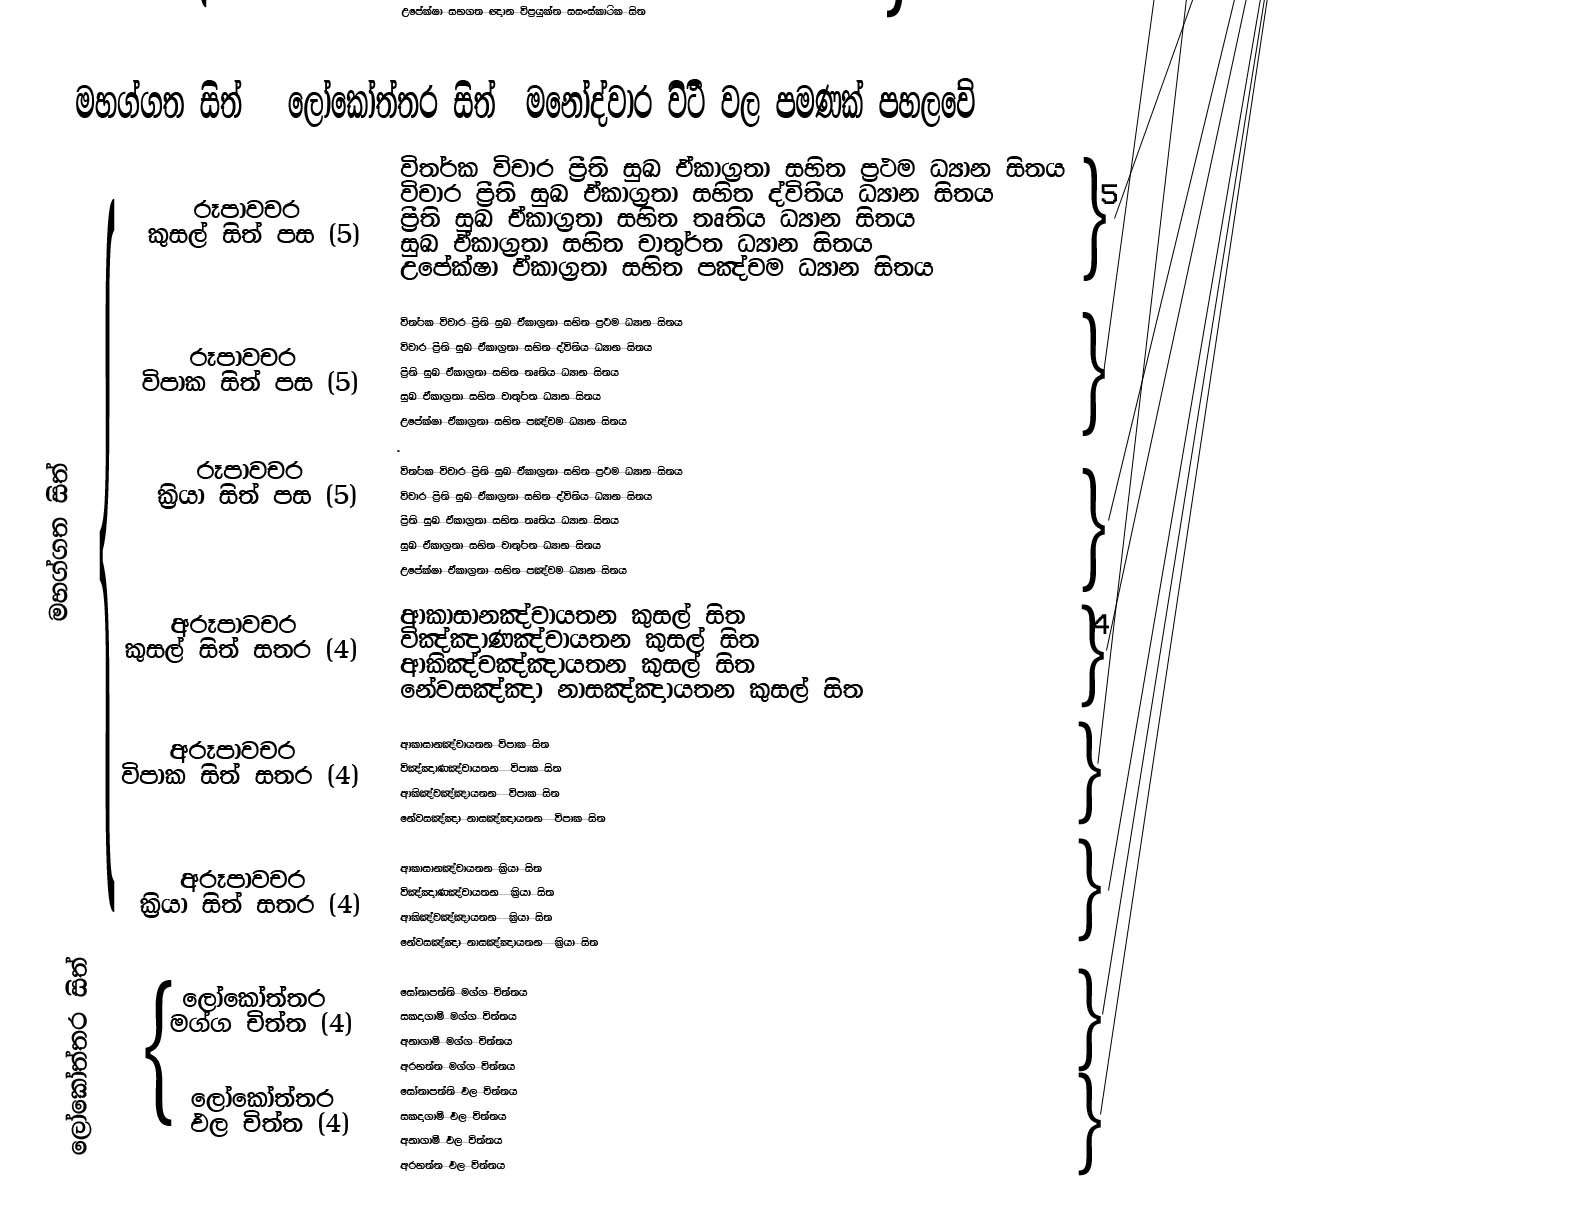 උපේක්ෂා සහගත ඥාන විප්‍රයුක්ත සසංස්කාරික සිත
මහග්ගත සිත් ලෝකෝත්තර සිත් මනෝද්වාර වීථි වල පමණක් පහලවේ
මහග්ගත සිත්
රූපාවචර
කුසල් සිත් පස (5)
විතර්ක විචාර ප්‍රීති සුඛ ඒකාග්‍රතා සහිත ප්‍රථම ධ්‍යාන සිතය
විචාර ප්‍රීති සුඛ ඒකාග්‍රතා සහිත ද්විතීය ධ්‍යාන සිතය
ප්‍රීති සුඛ ඒකාග්‍රතා සහිත තෘතිය ධ්‍යාන සිතය
සුඛ ඒකාග්‍රතා සහිත චාතුර්ත ධ්‍යාන සිතය
උපේක්ෂා ඒකාග්‍රතා සහිත පඤ්චම ධ්‍යාන සිතය
5
රූපාවචර
විපාක සිත් පස (5)
විතර්ක විචාර ප්‍රීති සුඛ ඒකාග්‍රතා සහිත ප්‍රථම ධ්‍යාන සිතය
විචාර ප්‍රීති සුඛ ඒකාග්‍රතා සහිත ද්විතීය ධ්‍යාන සිතය
ප්‍රීති සුඛ ඒකාග්‍රතා සහිත තෘතිය ධ්‍යාන සිතය
සුඛ ඒකාග්‍රතා සහිත චාතුර්ත ධ්‍යාන සිතය
උපේක්ෂා ඒකාග්‍රතා සහිත පඤ්චම ධ්‍යාන සිතය
.
රූපාවචර
ක්‍රියා සිත් පස (5)
විතර්ක විචාර ප්‍රීති සුඛ ඒකාග්‍රතා සහිත ප්‍රථම ධ්‍යාන සිතය
විචාර ප්‍රීති සුඛ ඒකාග්‍රතා සහිත ද්විතීය ධ්‍යාන සිතය
ප්‍රීති සුඛ ඒකාග්‍රතා සහිත තෘතිය ධ්‍යාන සිතය
සුඛ ඒකාග්‍රතා සහිත චාතුර්ත ධ්‍යාන සිතය
උපේක්ෂා ඒකාග්‍රතා සහිත පඤ්චම ධ්‍යාන සිතය
අරූපාවචර
කුසල් සිත් සතර (4)
ආකාසානඤ්චායතන කුසල් සිත
විඤ්ඤාණඤ්චායතන කුසල් සිත
ආකිඤ්චඤ්ඤායතන කුසල් සිත
නේවසඤ්ඤා නාසඤ්ඤායතන කුසල් සිත
4
අරූපාවචර
විපාක සිත් සතර (4)
ආකාසානඤ්චායතන විපාක සිත
විඤ්ඤාණඤ්චායතන විපාක සිත
ආකිඤ්චඤ්ඤායතන විපාක සිත
නේවසඤ්ඤා නාසඤ්ඤායතන විපාක සිත
අරූපාවචර
ක්‍රියා සිත් සතර (4)
ආකාසානඤ්චායතන ක්‍රියා සිත
විඤ්ඤාණඤ්චායතන ක්‍රියා සිත
ආකිඤ්චඤ්ඤායතන ක්‍රියා සිත
නේවසඤ්ඤා නාසඤ්ඤායතන ක්‍රියා සිත
ලෝකෝත්තර සිත්
ලෝකෝත්තර
මග්ග චිත්ත (4)
සෝතාපත්ති මග්ග චිත්තය
සකදාගාමී මග්ග චිත්තය
අනාගාමී මග්ග චිත්තය
අරහත්ත මග්ග චිත්තය
ලෝකෝත්තර
ඵල චිත්ත (4)
සෝතාපත්ති ඵල චිත්තය
සකදාගාමී ඵල චිත්තය
අනාගාමී ඵල චිත්තය
අරහත්ත ඵල චිත්තය